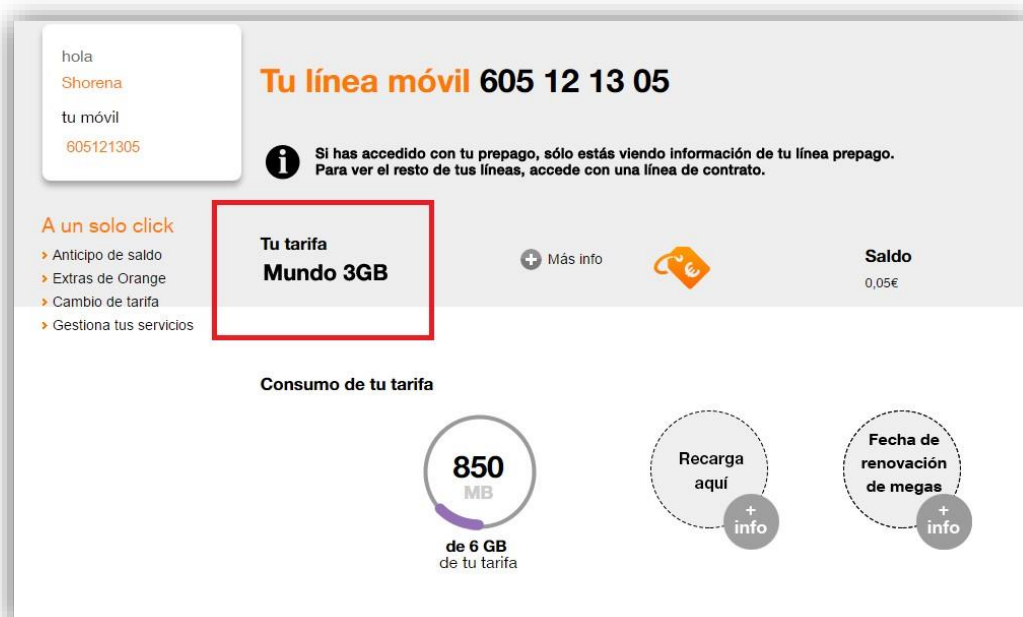 hola
Shorena
tu móvil
605121305
Tu línea móvil 605 12 13 05
i
Si has accedido con tu prepago, sólo estás viendo información de tu línea prepago.
Para ver el resto de tus líneas, accede con una línea de contrato.
A un solo click
> Anticipo de saldo
> Extras de Orange
> Cambio de tarifa
> Gestiona tus servicios
Tu tarifa
Mundo 3GB
+ Más info
€
Saldo
0,05€
Consumo de tu tarifa
850
MB
de 6 GB
de tu tarifa
Recarga
aquí
+
info
Fecha de
renovación
de megas
+
info